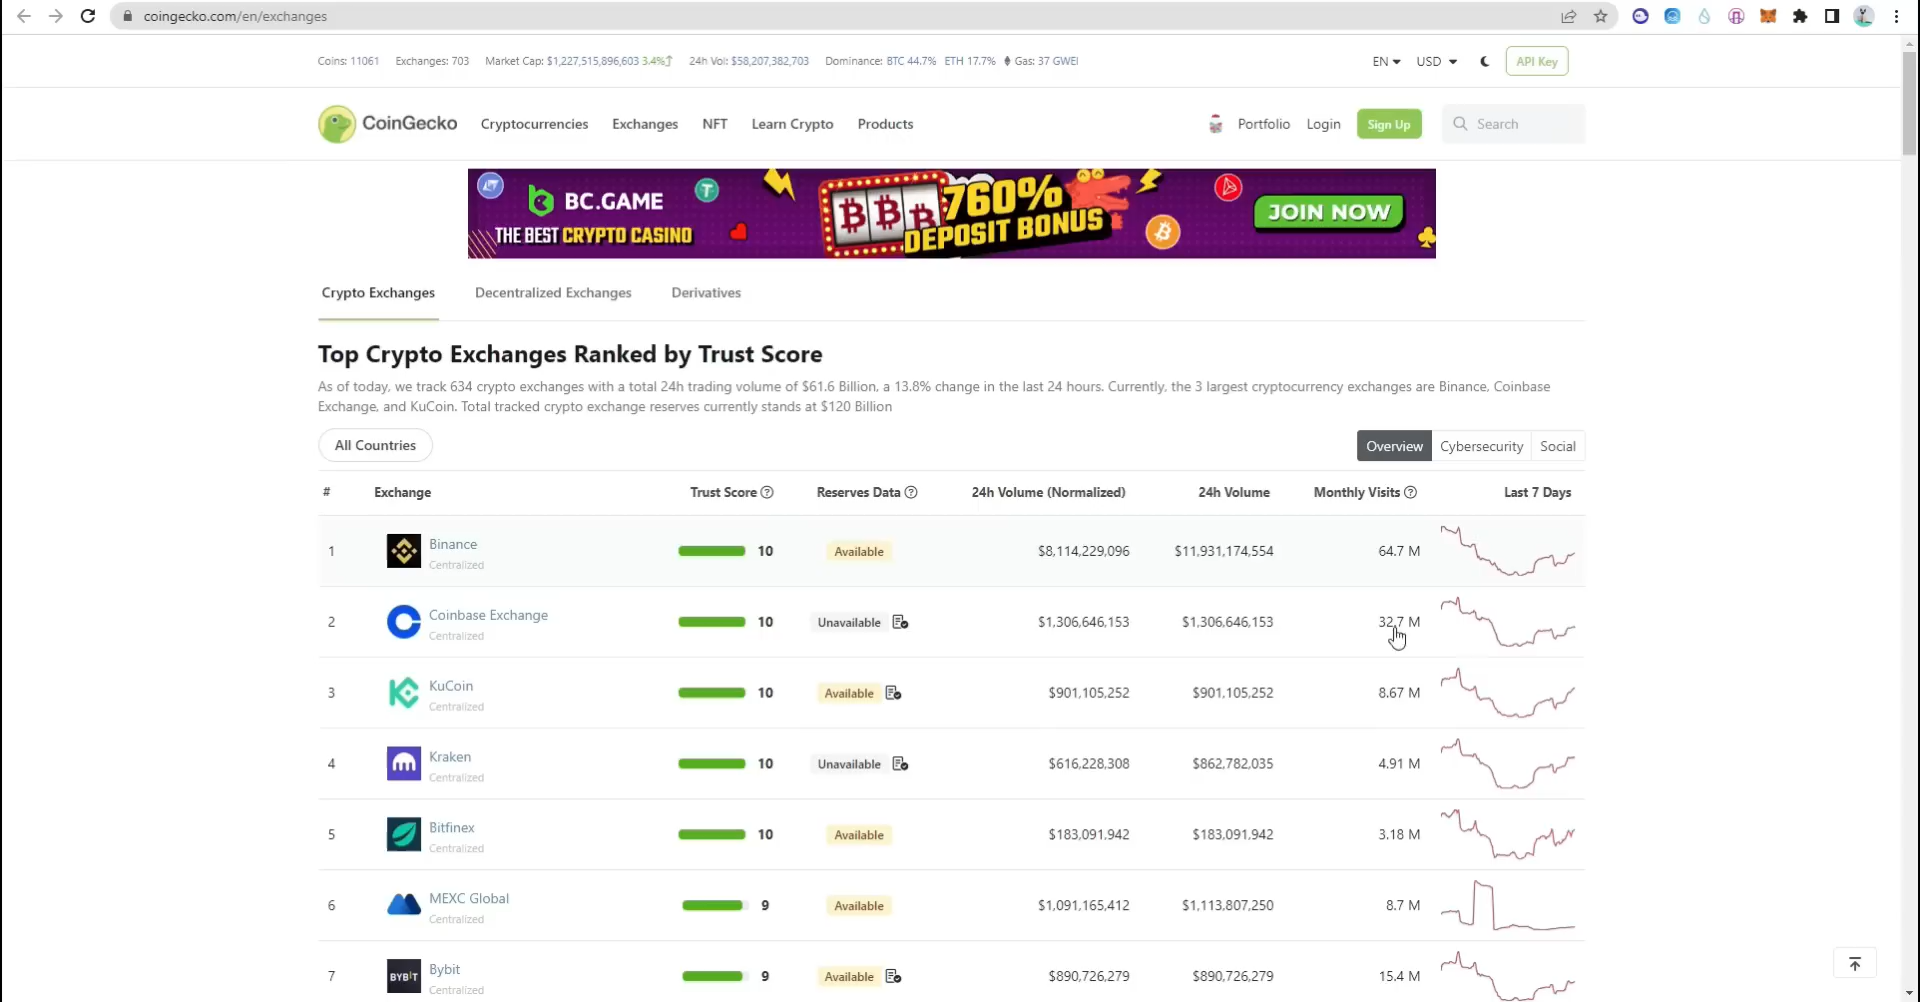 coingecko.com/en/exchanges
Coins: 11061 Exchanges: 703 Market Cap: $1,227,515,896,603 3.4% 24h Vol: $58,207,382,703 Dominance: BTC 44.7% ETH 17.7% Gas: 37 GWEI
EN USD API Key
CoinGecko Cryptocurrencies Exchanges NFT Learn Crypto Products Portfolio Login Sign Up Search
BC.GAME
THE BEST CRYPTO CASINO
760%
DEPOSIT BONUS
JOIN NOW
Crypto Exchanges Decentralized Exchanges Derivatives
Top Crypto Exchanges Ranked by Trust Score
As of today, we track 634 crypto exchanges with a total 24h trading volume of $61.6 Billion, a 13.8% change in the last 24 hours. Currently, the 3 largest cryptocurrency exchanges are Binance, Coinbase
Exchange, and KuCoin. Total tracked crypto exchange reserves currently stands at $120 Billion
All Countries Overview Cybersecurity Social
# Exchange Trust Score Reserves Data 24h Volume (Normalized) 24h Volume Monthly Visits Last 7 Days
1 Binance 10 Available $8,114,229,096 $11,931,174,554 64.7 M
Centralized
2 Coinbase Exchange 10 Unavailable $1,306,646,153 $1,306,646,153 32.7 M
Centralized
3 KuCoin 10 Available $901,105,252 $901,105,252 8.67 M
Centralized
4 Kraken 10 Unavailable $616,228,308 $862,782,035 4.91 M
Centralized
5 Bitfinex 10 Available $183,091,942 $183,091,942 3.18 M
Centralized
6 MEXC Global 9 Available $1,091,165,412 $1,113,807,250 8.7 M
Centralized
7 BYBIT Bybit 9 Available $890,726,279 $890,726,279 15.4 M
Centralized